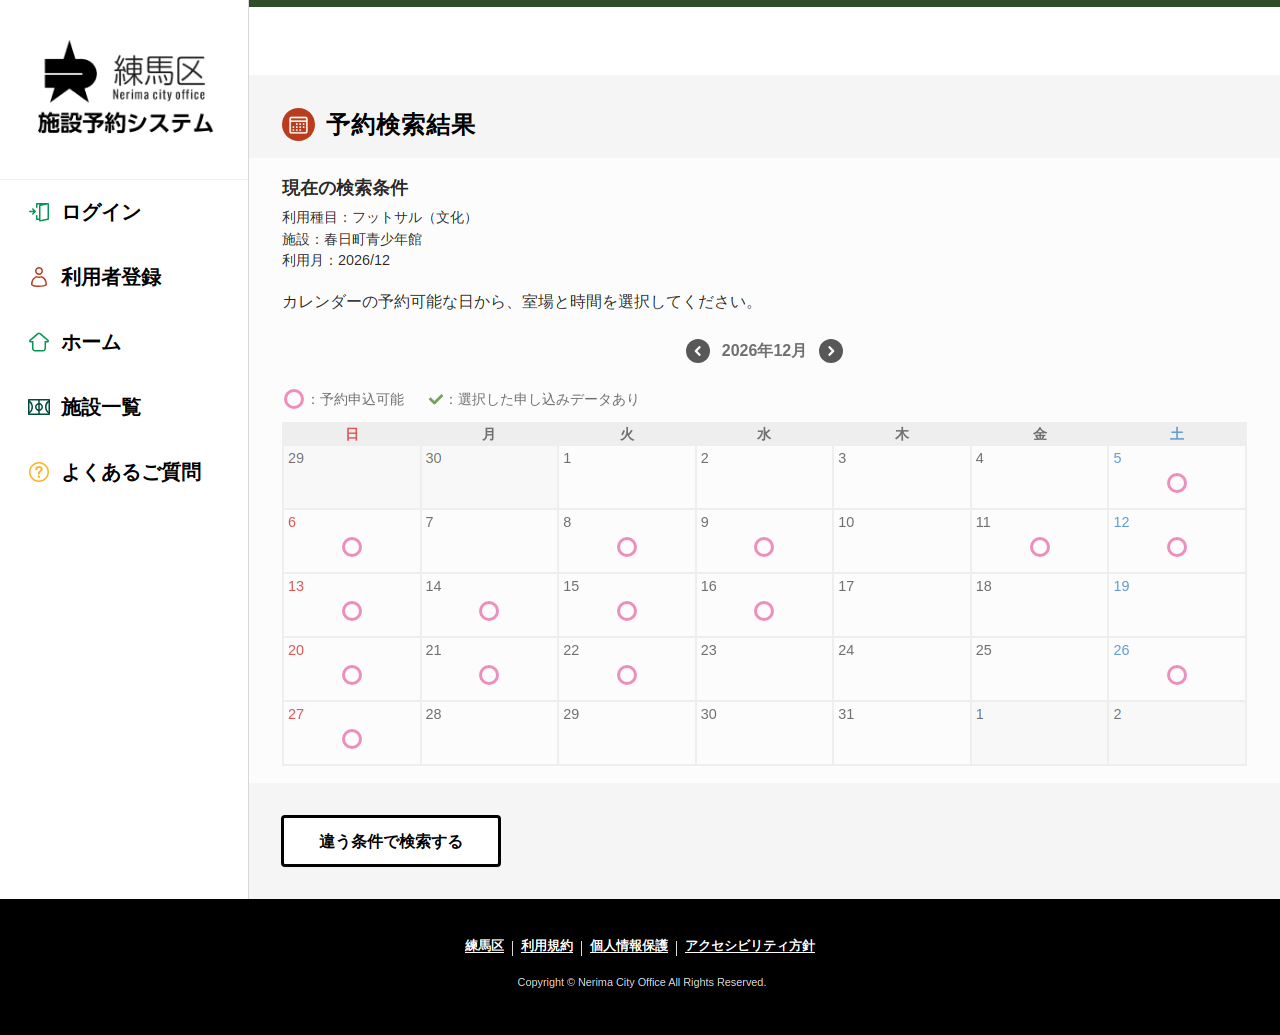 練馬区
Nerima city office
施設予約システム
ログイン
利用者登録
ホーム
施設一覧
よくあるご質問
予約検索結果
現在の検索条件
利用種目：フットサル（文化）
施設：春日町青少年館
利用月：2026/12
カレンダーの予約可能な日から、室場と時間を選択してください。
2026年12月
：予約申込可能 ：選択した申し込みデータあり
日 月 火 水 木 金 土
29 30 1 2 3 4 5
6 7 8 9 10 11 12
13 14 15 16 17 18 19
20 21 22 23 24 25 26
27 28 29 30 31 1 2
違う条件で検索する
練馬区 利用規約 個人情報保護 アクセシビリティ方針
Copyright © Nerima City Office All Rights Reserved.